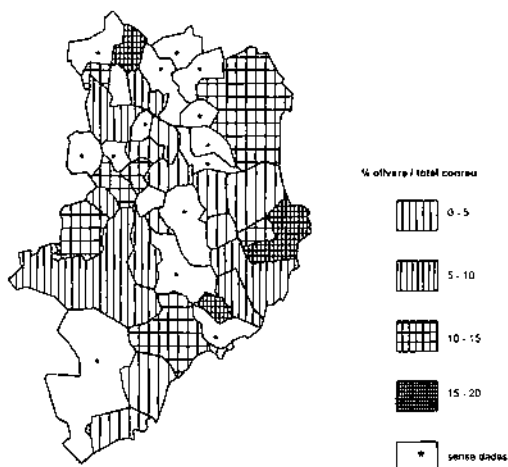 % olivera / total conreu
0 - 5
5 - 10
10 - 15
15 - 20
sense dades